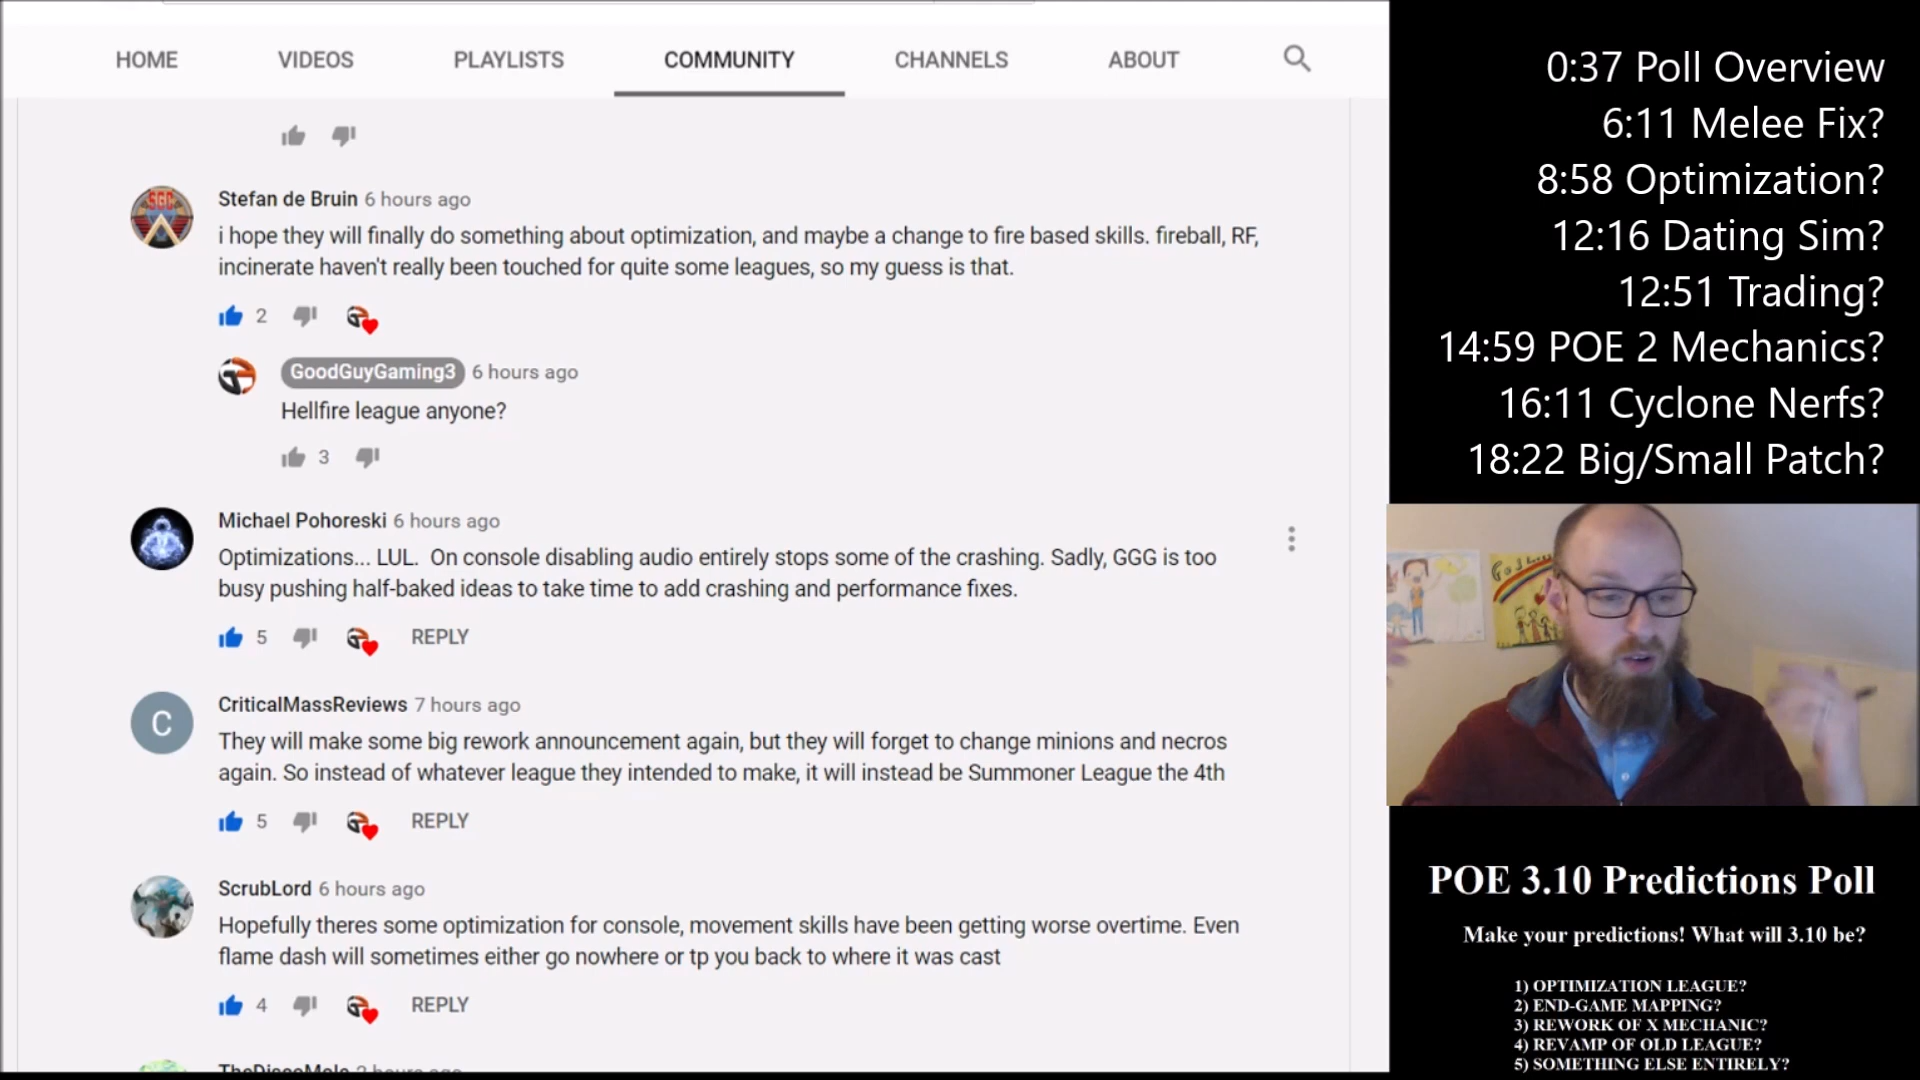 HOME VIDEOS PLAYLISTS COMMUNITY CHANNELS ABOUT
Stefan de Bruin 6 hours ago
i hope they will finally do something about optimization, and maybe a change to fire based skills. fireball, RF,
incinerate haven't really been touched for quite some leagues, so my guess is that.
2
GoodGuyGaming3 6 hours ago
Hellfire league anyone?
3
Michael Pohoreski 6 hours ago
Optimizations... LUL. On console disabling audio entirely stops some of the crashing. Sadly, GGG is too
busy pushing half-baked ideas to take time to add crashing and performance fixes.
5 REPLY
C
CriticalMassReviews 7 hours ago
They will make some big rework announcement again, but they will forget to change minions and necros
again. So instead of whatever league they intended to make, it will instead be Summoner League the 4th
5 REPLY
ScrubLord 6 hours ago
Hopefully theres some optimization for console, movement skills have been getting worse overtime. Even
flame dash will sometimes either go nowhere or tp you back to where it was cast
4 REPLY
0:37 Poll Overview
6:11 Melee Fix?
8:58 Optimization?
12:16 Dating Sim?
12:51 Trading?
14:59 POE 2 Mechanics?
16:11 Cyclone Nerfs?
18:22 Big/Small Patch?
POE 3.10 Predictions Poll
Make your predictions! What will 3.10 be?
1) OPTIMIZATION LEAGUE?
2) END-GAME MAPPING?
3) REWORK OF X MECHANIC?
4) REVAMP OF OLD LEAGUE?
5) SOMETHING ELSE ENTIRELY?